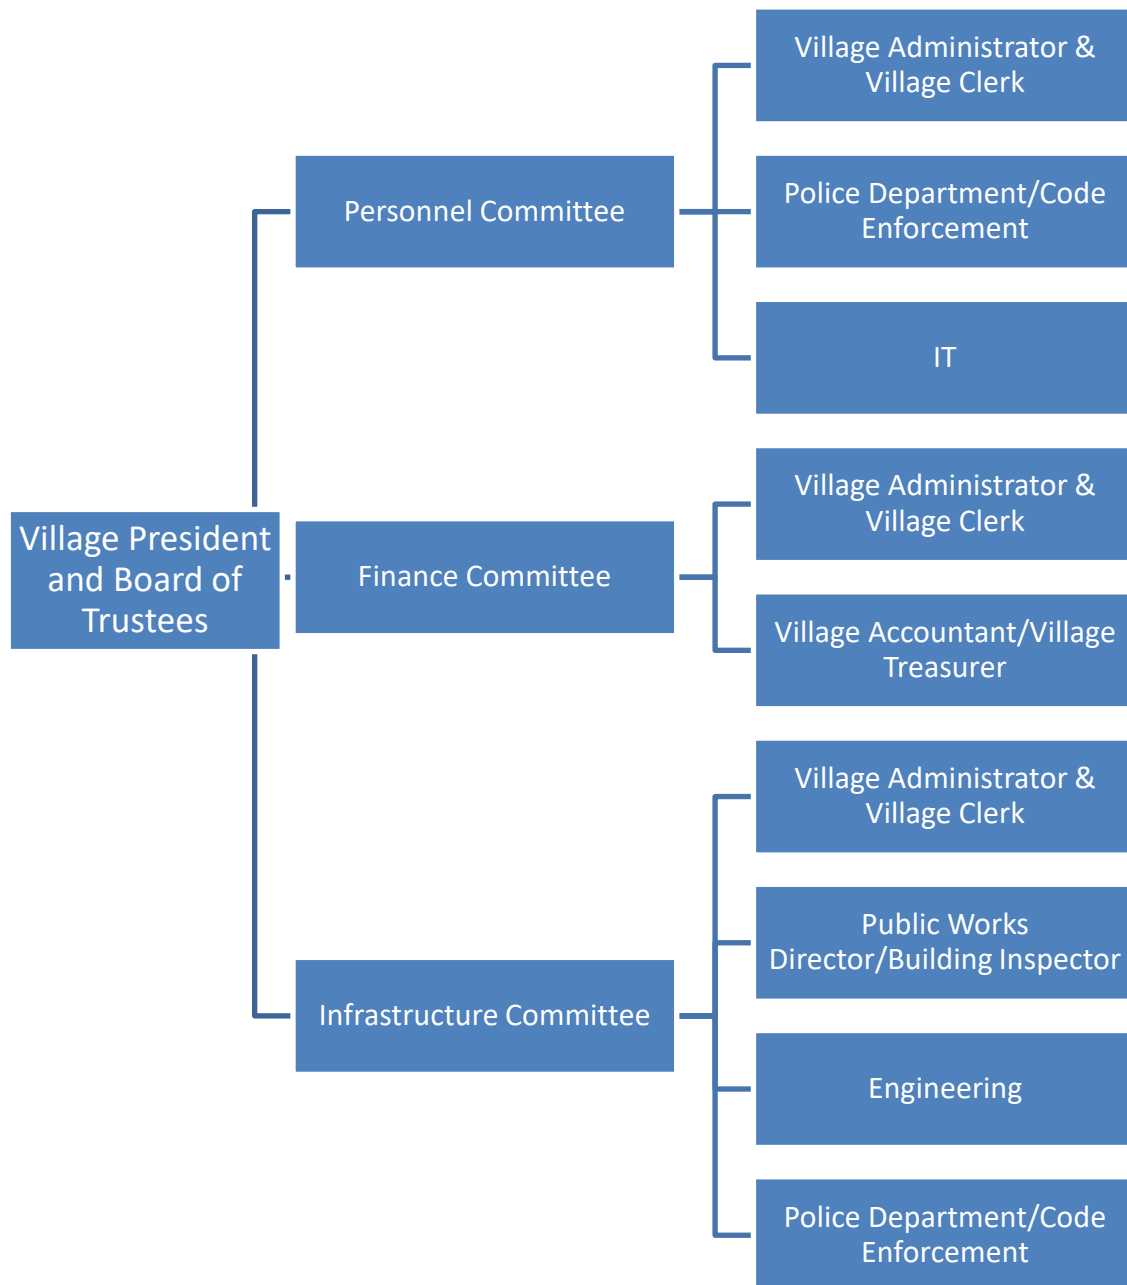 Village Administrator &
Village Clerk
Personnel Committee
Police Department/Code
Enforcement
IT
Village President
and Board of
Trustees
Finance Committee
Village Administrator &
Village Clerk
Village Accountant/Village
Treasurer
Infrastructure Committee
Village Administrator &
Village Clerk
Public Works
Director/Building Inspector
Engineering
Police Department/Code
Enforcement